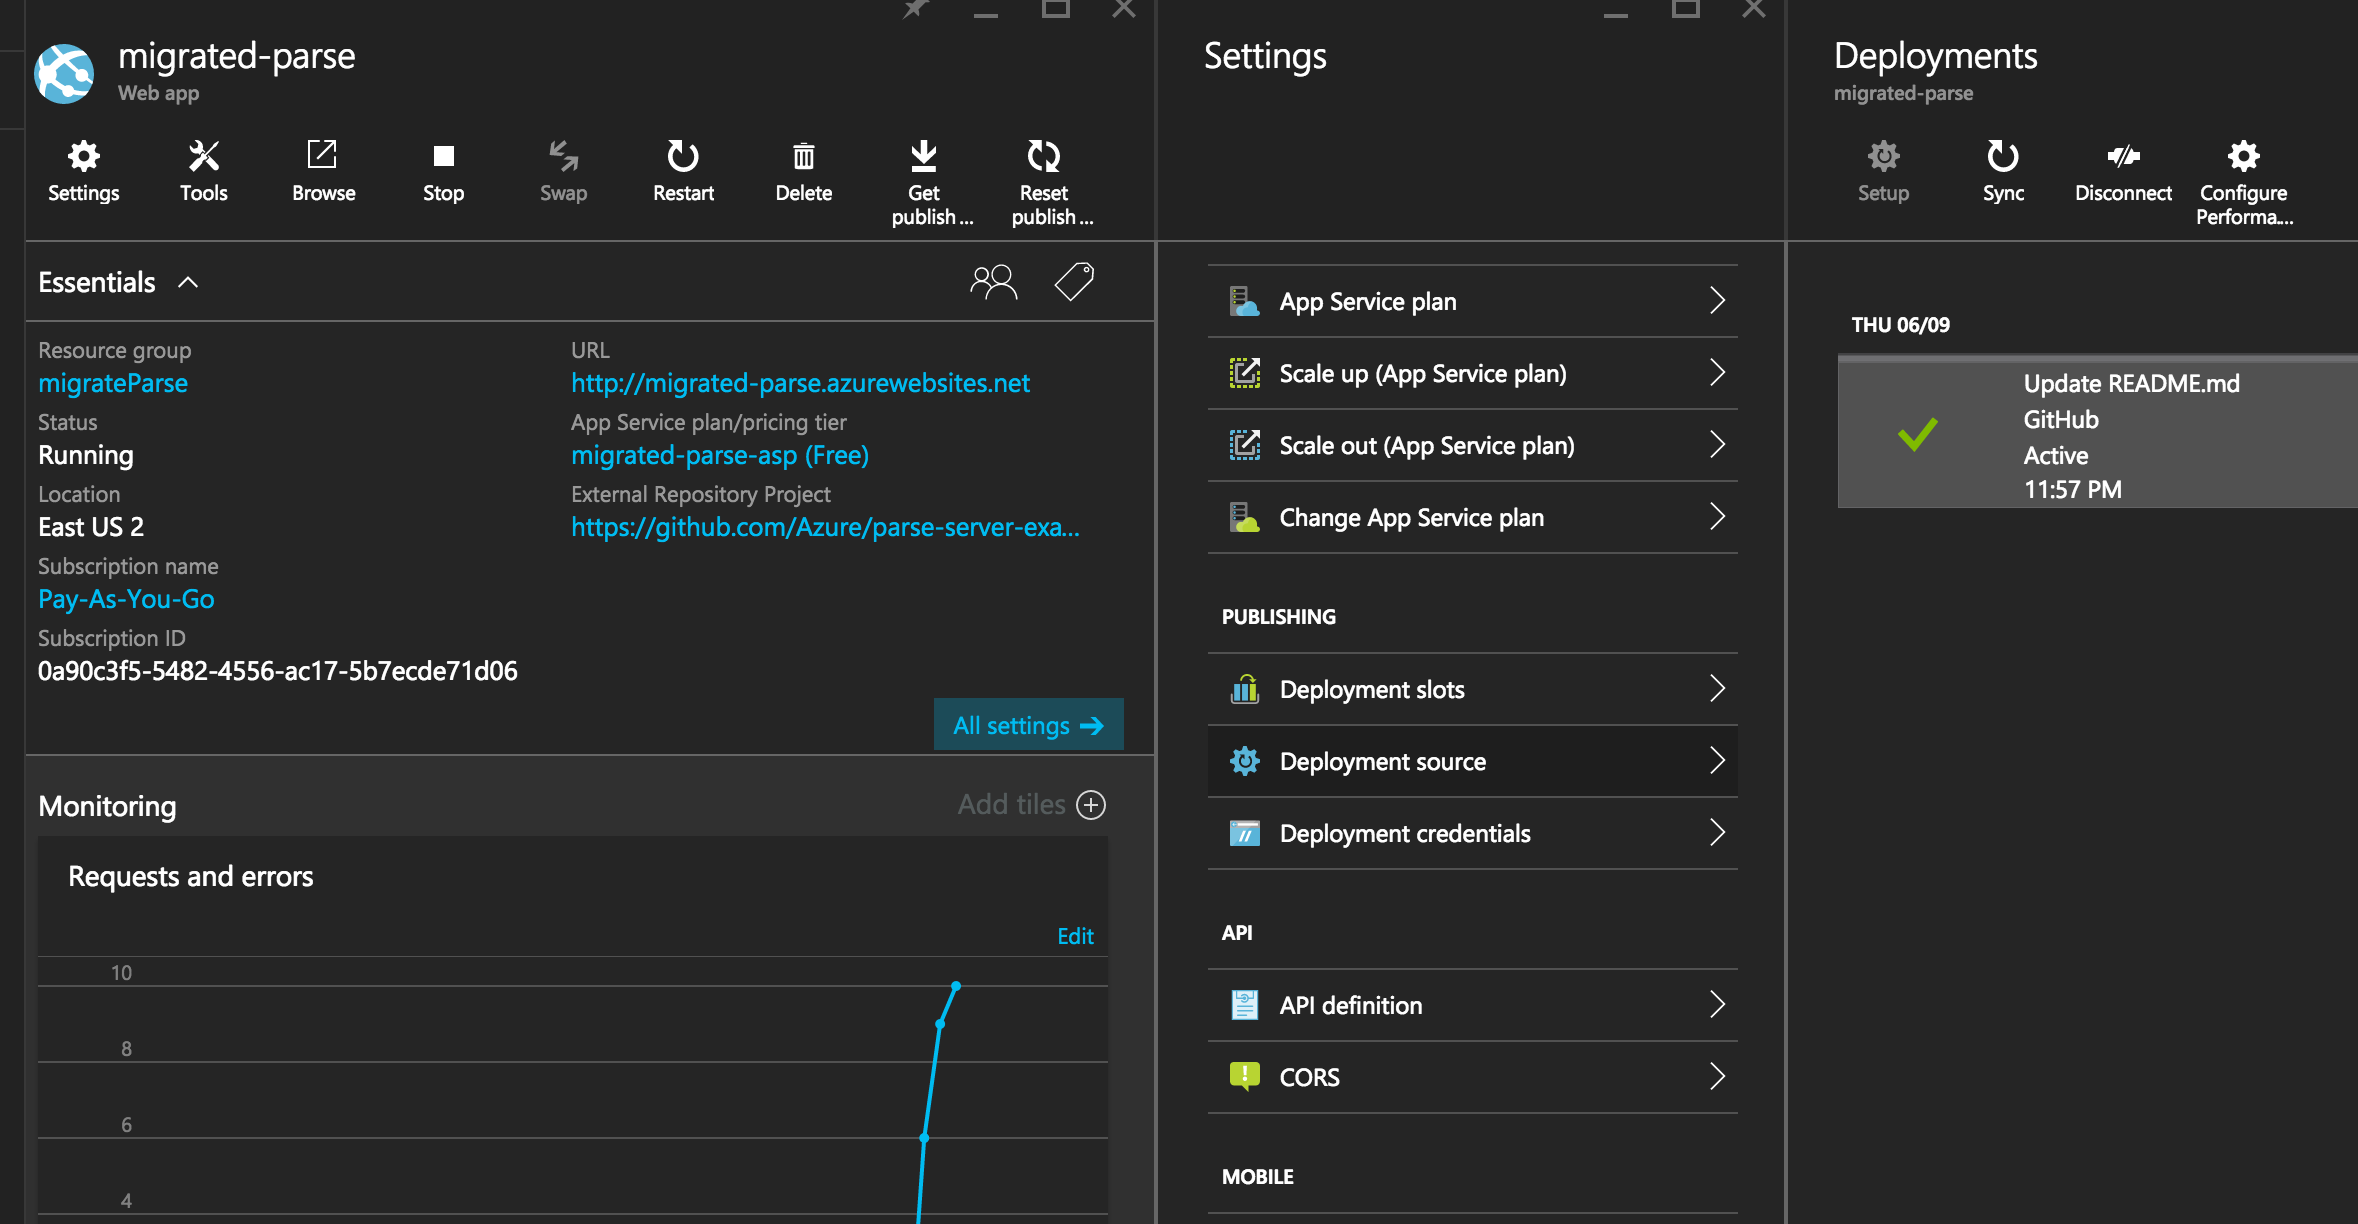 migrated-parse
Web app
Settings
Tools
Browse
Stop
Swap
Restart
Delete
Get
publish ...
Reset
publish ...
Essentials
Resource group
migrateParse
Status
Running
Location
East US 2
Subscription name
Pay-As-You-Go
Subscription ID
0a90c3f5-5482-4556-ac17-5b7ecde71d06
URL
http://migrated-parse.azurewebsites.net
App Service plan/pricing tier
migrated-parse-asp (Free)
External Repository Project
https://github.com/Azure/parse-server-exa...
All settings
Monitoring
Add tiles
Requests and errors
Edit
10
8
6
4
Settings
App Service plan
Scale up (App Service plan)
Scale out (App Service plan)
Change App Service plan
PUBLISHING
Deployment slots
Deployment source
Deployment credentials
API
API definition
CORS
MOBILE
Deployments
migrated-parse
Setup
Sync
Disconnect
Configure
Performa...
THU 06/09
Update README.md
GitHub
Active
11:57 PM